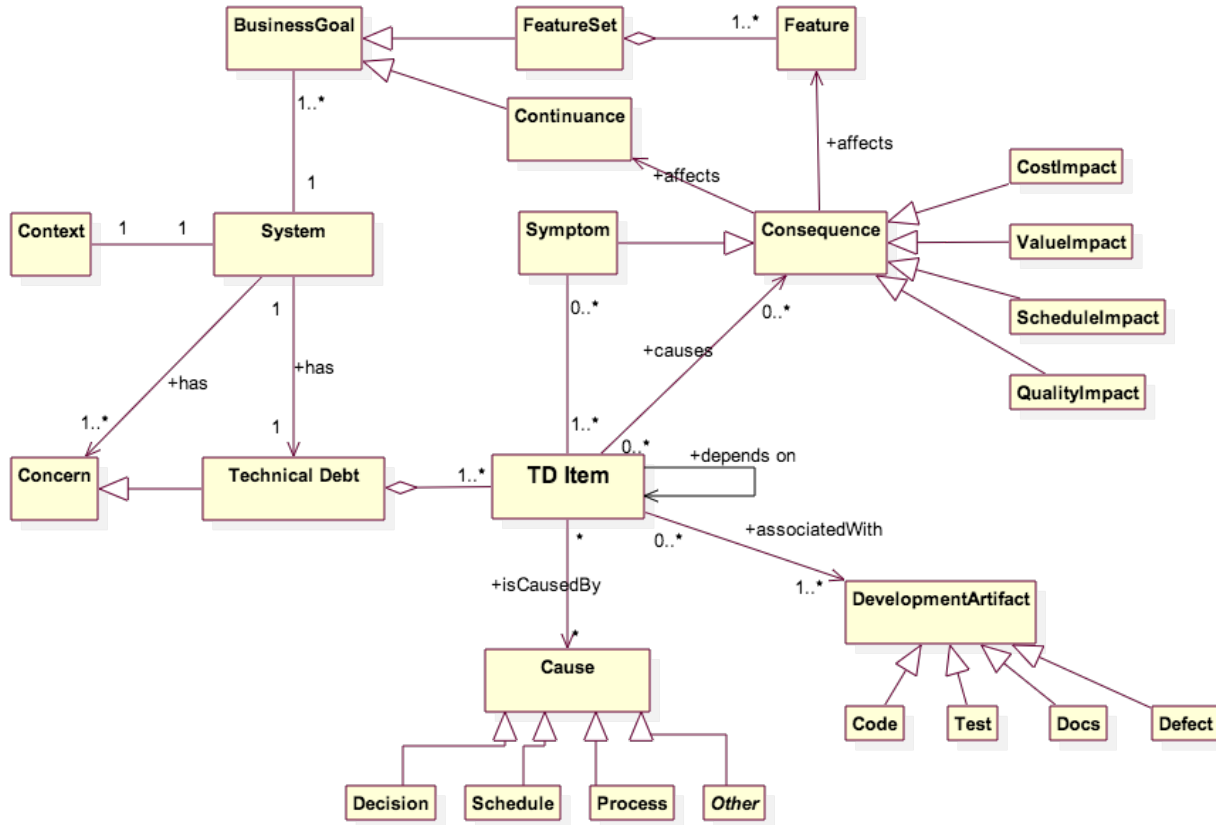 BusinessGoal
FeatureSet
1..*
Feature
1..*
Continuance
+affects
+affects
CostImpact
1
Context
1
1
System
Symptom
Consequence
ValueImpact
1
0..*
0..*
ScheduleImpact
+has
+has
+causes
QualityImpact
1..*
1
1..*
0..*
+depends on
Concern
Technical Debt
1..*
TD Item
*
0..*
+associatedWith
+isCausedBy
1..*
DevelopmentArtifact
*
Cause
Code
Test
Docs
Defect
Decision
Schedule
Process
Other